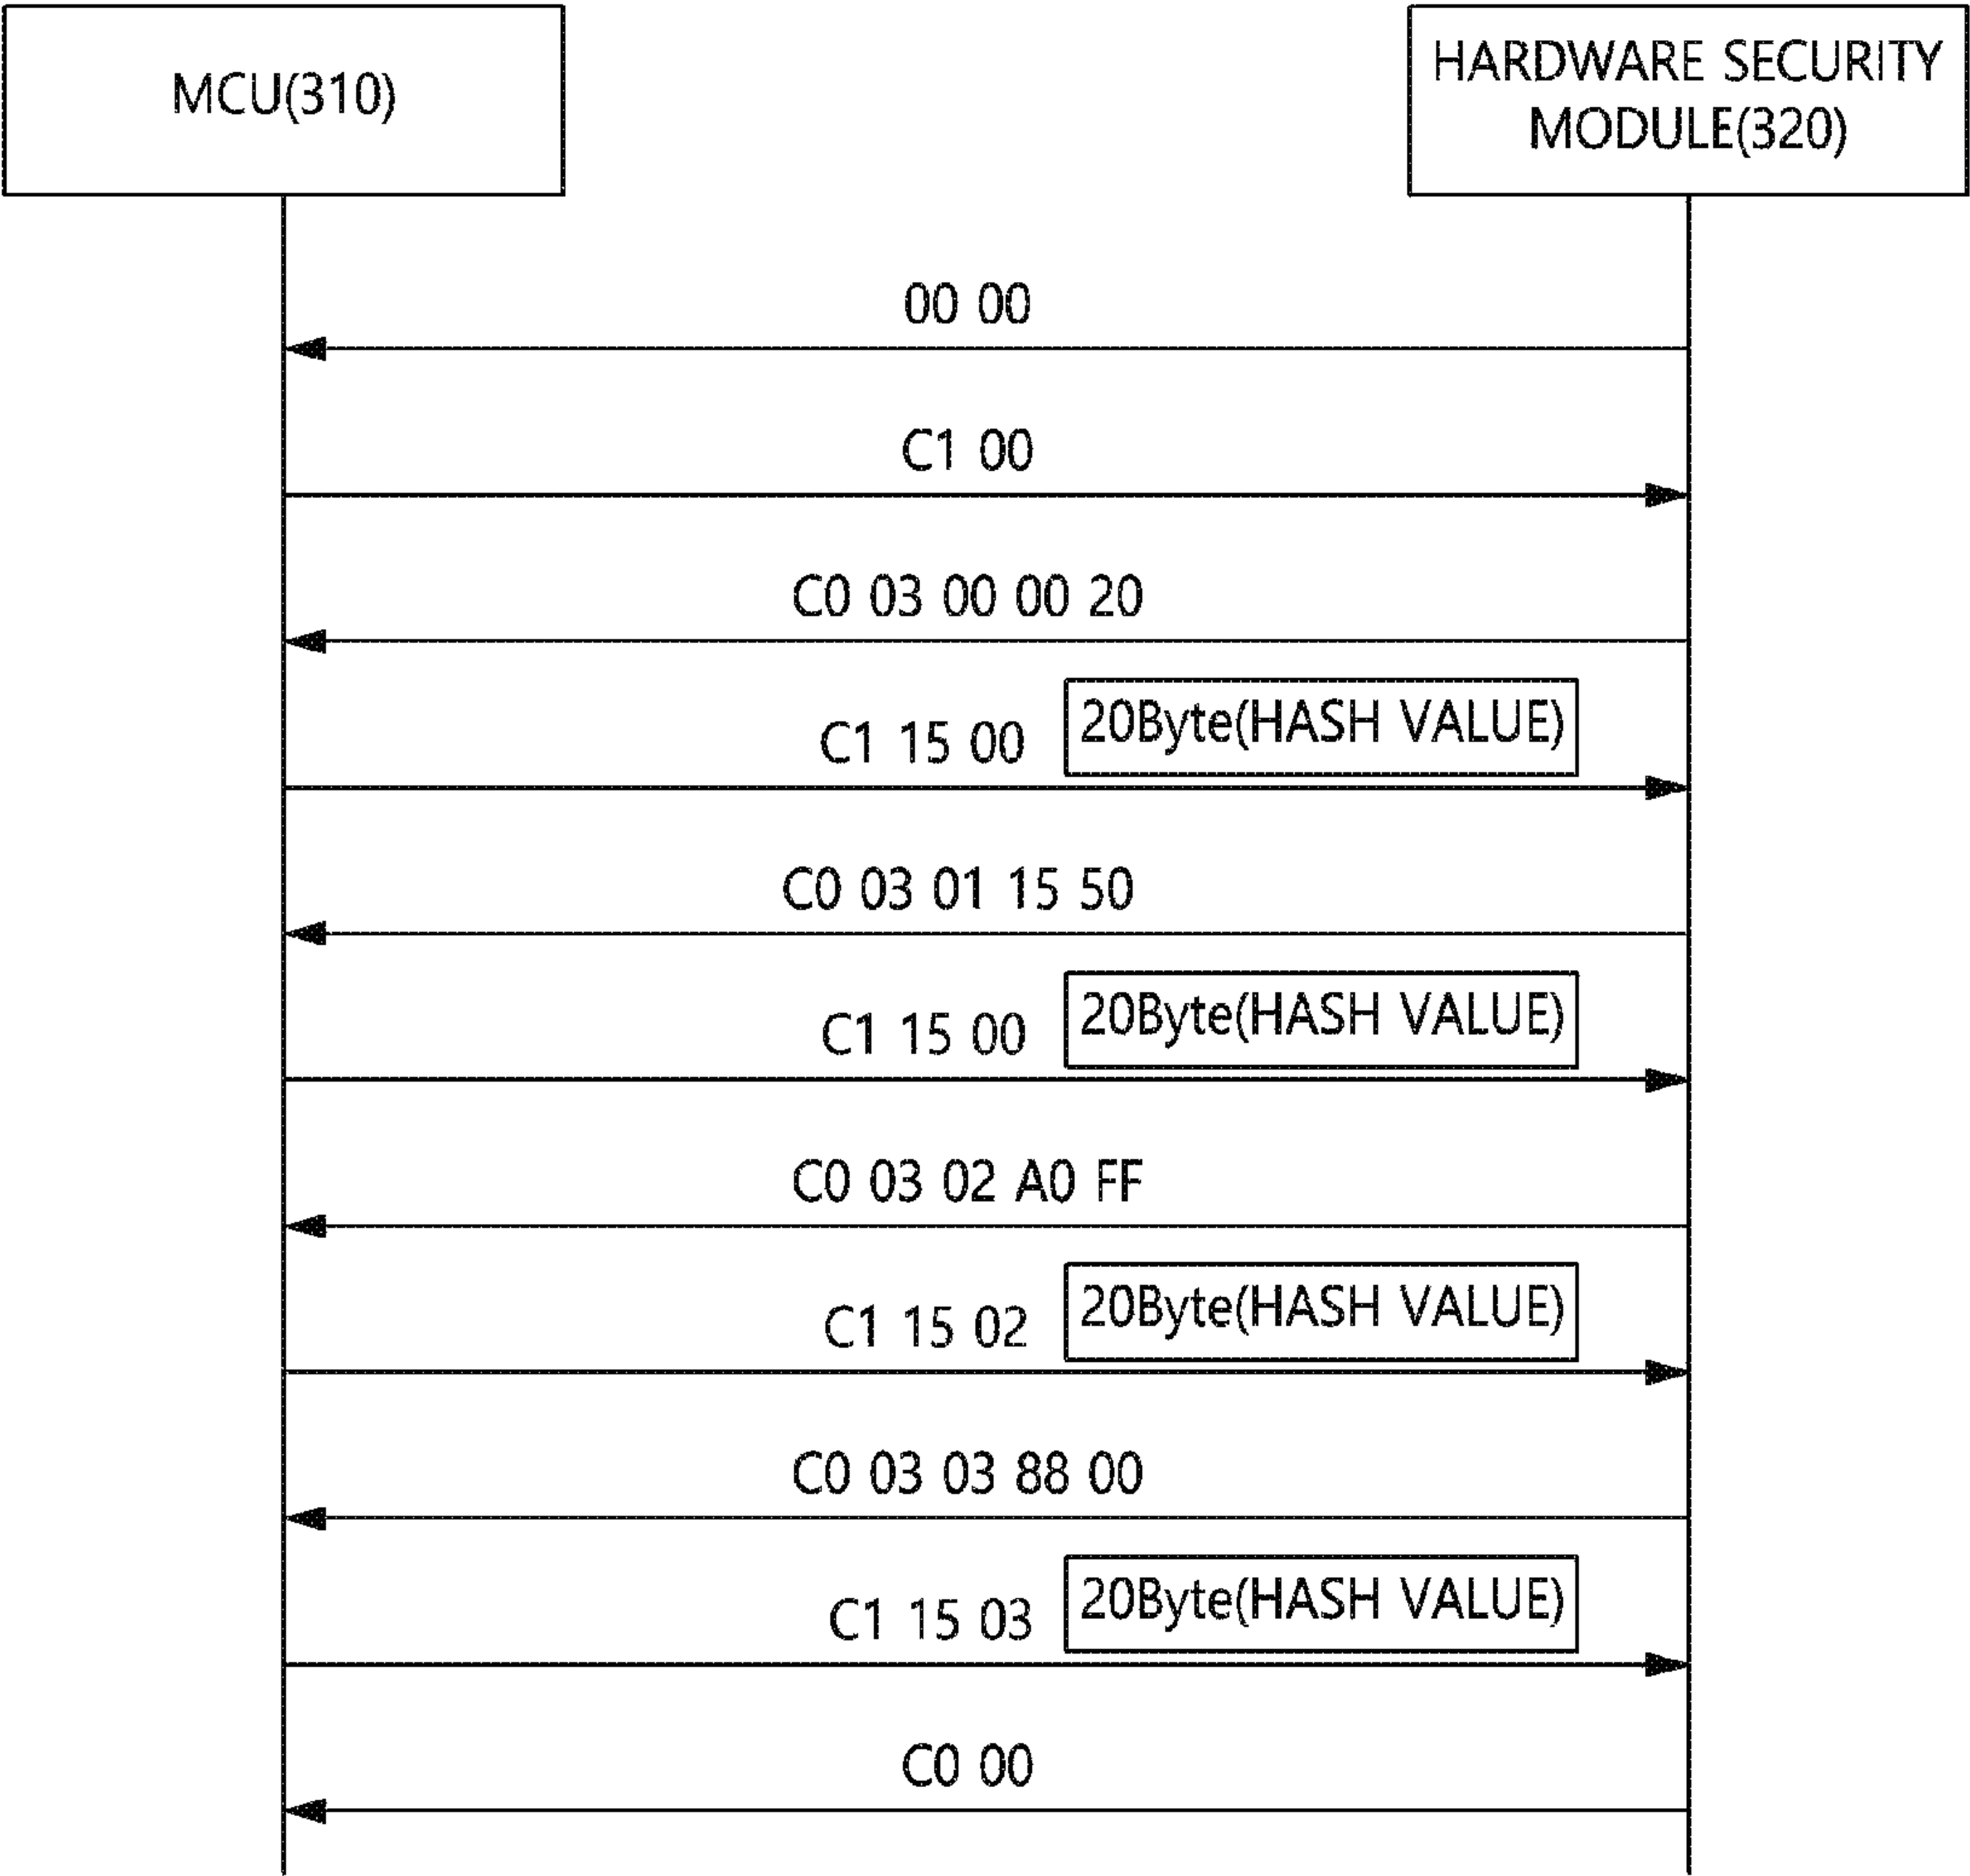 MCU(310)
HARDWARE SECURITY
MODULE(320)
00 00
C1 00
C0 03 00 00 20
C1 15 00 20Byte(HASH VALUE)
C0 03 01 15 50
C1 15 00 20Byte(HASH VALUE)
C0 03 02 A0 FF
C1 15 02 20Byte(HASH VALUE)
C0 03 03 88 00
C1 15 03 20Byte(HASH VALUE)
C0 00